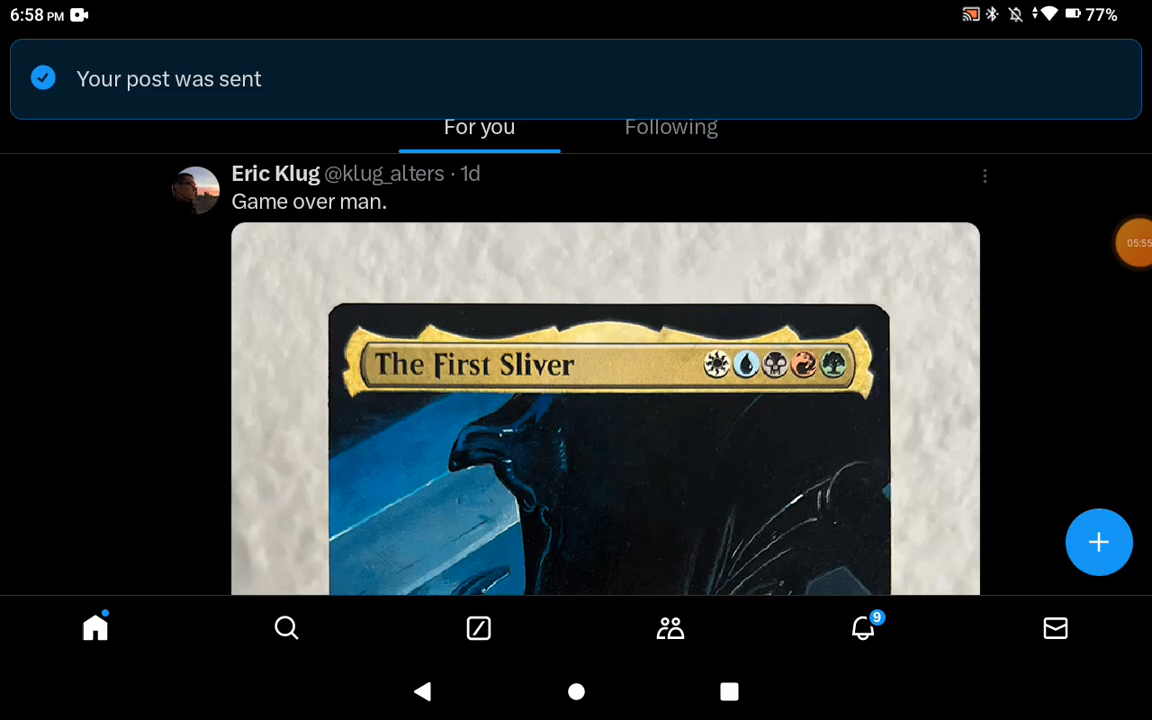 6:58 PM 77%
Your post was sent
For you Following
Eric Klug @klug_alters · 1d
Game over man.
05:55
The First Sliver
9